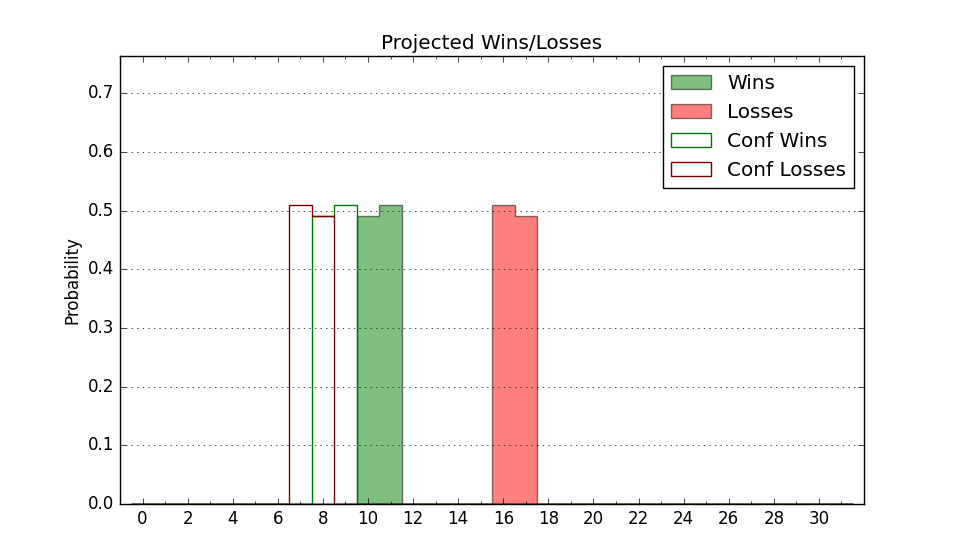 Projected Wins/Losses
Wins
Losses
Conf Wins
Conf Losses
Probability
0.7
0.6
0.5
0.4
0.3
0.2
0.1
0.0
0 2 4 6 8 10 12 14 16 18 20 22 24 26 28 30